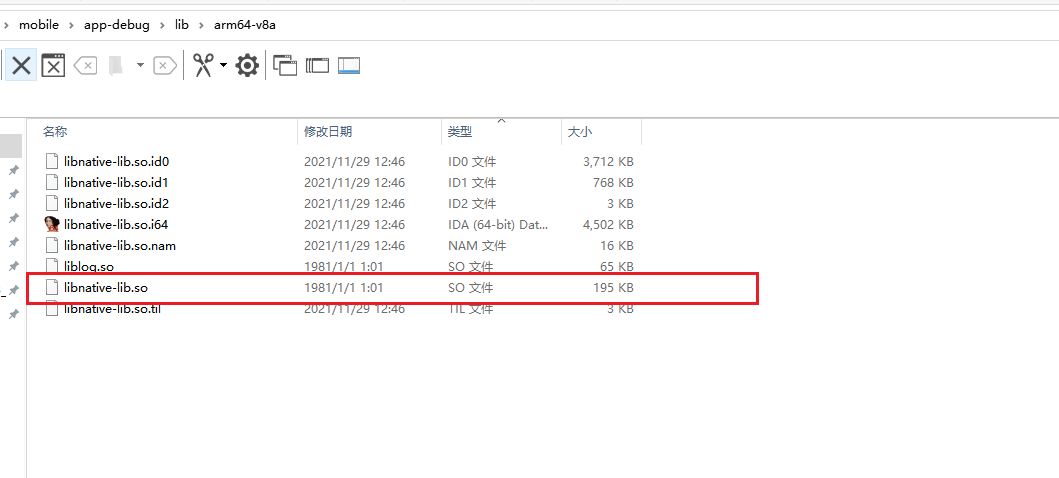 mobile › app-debug › lib › arm64-v8a
名称 修改日期 类型 大小
libnative-lib.so.id0 2021/11/29 12:46 ID0 文件 3,712 KB
libnative-lib.so.id1 2021/11/29 12:46 ID1 文件 768 KB
libnative-lib.so.id2 2021/11/29 12:46 ID2 文件 3 KB
libnative-lib.so.i64 2021/11/29 12:46 IDA (64-bit) Dat... 4,502 KB
libnative-lib.so.nam 2021/11/29 12:46 NAM 文件 16 KB
liblog.so 1981/1/1 1:01 SO 文件 65 KB
libnative-lib.so 1981/1/1 1:01 SO 文件 195 KB
libnative-lib.so.til 2021/11/29 12:46 TIL 文件 3 KB